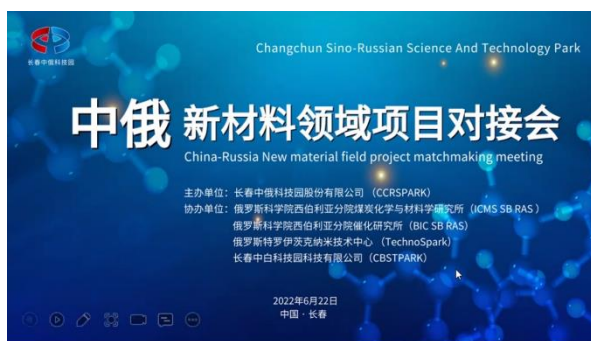 长春中俄科技园
Changchun Sino-Russian Science And Technology Park
中俄 新材料领域项目对接会
China-Russia New material field project matchmaking meeting
主办单位：长春中俄科技园股份有限公司 （CCRSPARK）
协办单位：俄罗斯科学院西伯利亚分院煤炭化学与材料学研究所（ICMS SB RAS ）
俄罗斯科学院西伯利亚分院催化研究所（BIC SB RAS）
俄罗斯特罗伊茨克纳米技术中心 （TechnoSpark）
长春中白科技园科技有限公司（CBSTPARK）
2022年6月22日
中国 · 长春